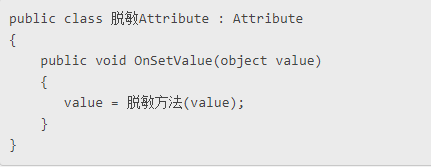 public class 脱敏Attribute : Attribute
{
    public void OnSetValue(object value)
    {
       value = 脱敏方法(value);
    }
}